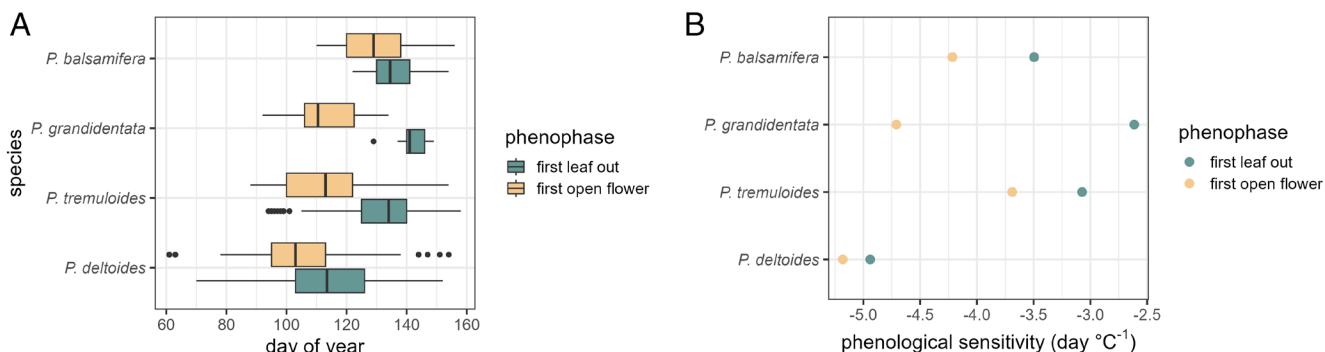 A
species
P. balsamifera
P. grandidentata
P. tremuloides
P. deltoides
60 80 100 120 140 160
day of year
phenophase
first leaf out
first open flower
B
P. balsamifera
P. grandidentata
P. tremuloides
P. deltoides
-5.0 -4.5 -4.0 -3.5 -3.0 -2.5
phenological sensitivity (day °C⁻¹)
phenophase
first leaf out
first open flower